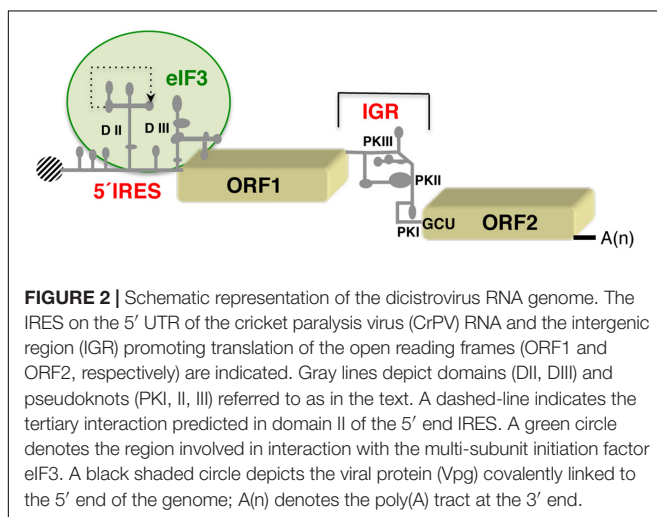 eIF3
IGR
D II
D III
PKIII
PKII
5´IRES
ORF1
PKI
GCU
ORF2
A(n)
FIGURE 2 | Schematic representation of the dicistrovirus RNA genome. The
IRES on the 5′ UTR of the cricket paralysis virus (CrPV) RNA and the intergenic
region (IGR) promoting translation of the open reading frames (ORF1 and
ORF2, respectively) are indicated. Gray lines depict domains (DII, DIII) and
pseudoknots (PKI, II, III) referred to as in the text. A dashed-line indicates the
tertiary interaction predicted in domain II of the 5′ end IRES. A green circle
denotes the region involved in interaction with the multi-subunit initiation factor
eIF3. A black shaded circle depicts the viral protein (Vpg) covalently linked to
the 5′ end of the genome; A(n) denotes the poly(A) tract at the 3′ end.